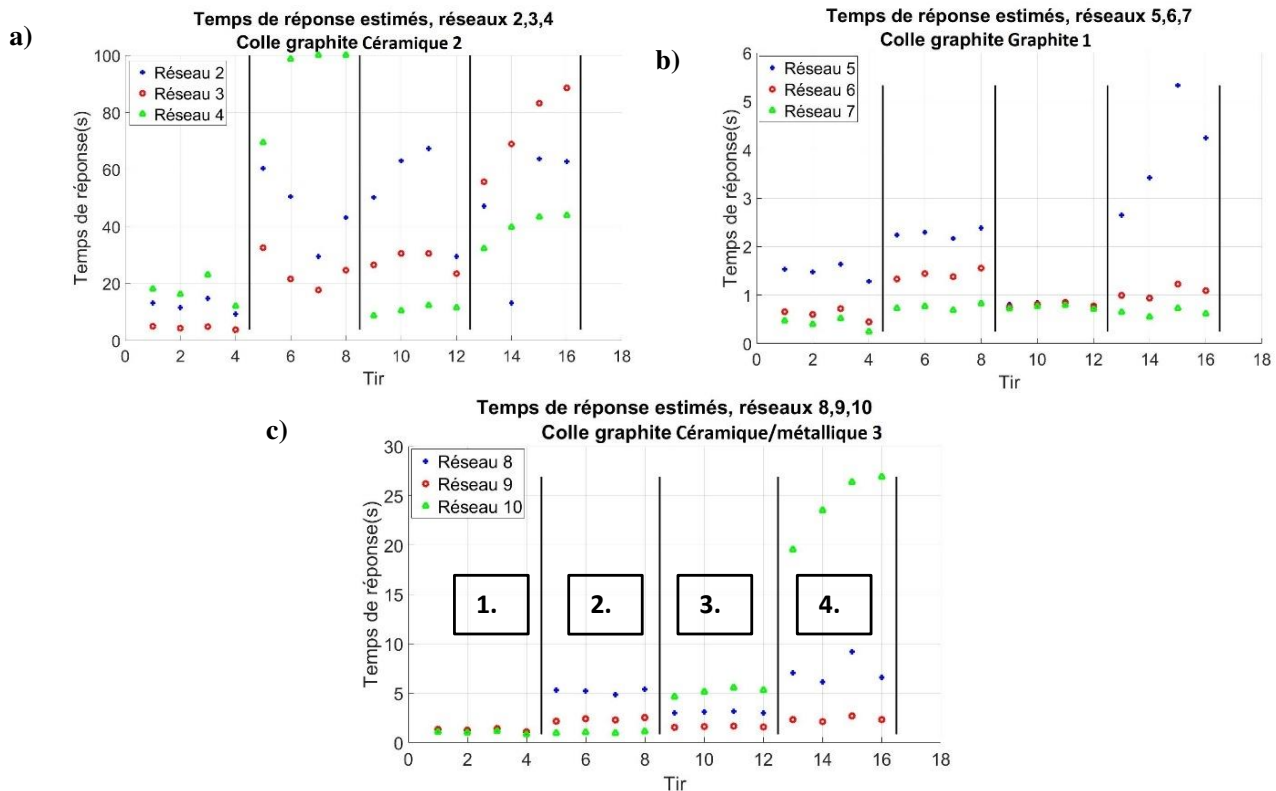 a)
Temps de réponse estimés, réseaux 2,3,4
Colle graphite Céramique 2
Temps de réponse(s)
100
80
60
40
20
0
Réseau 2
Réseau 3
Réseau 4
0 2 4 6 8 10 12 14 16 18
Tir
b)
Temps de réponse estimés, réseaux 5,6,7
Colle graphite Graphite 1
Temps de réponse(s)
6
5
4
3
2
1
0
Réseau 5
Réseau 6
Réseau 7
0 2 4 6 8 10 12 14 16 18
Tir
c)
Temps de réponse estimés, réseaux 8,9,10
Colle graphite Céramique/métallique 3
Temps de réponse(s)
30
25
20
15
10
5
0
Réseau 8
Réseau 9
Réseau 10
1. 2. 3. 4.
0 2 4 6 8 10 12 14 16 18
Tir